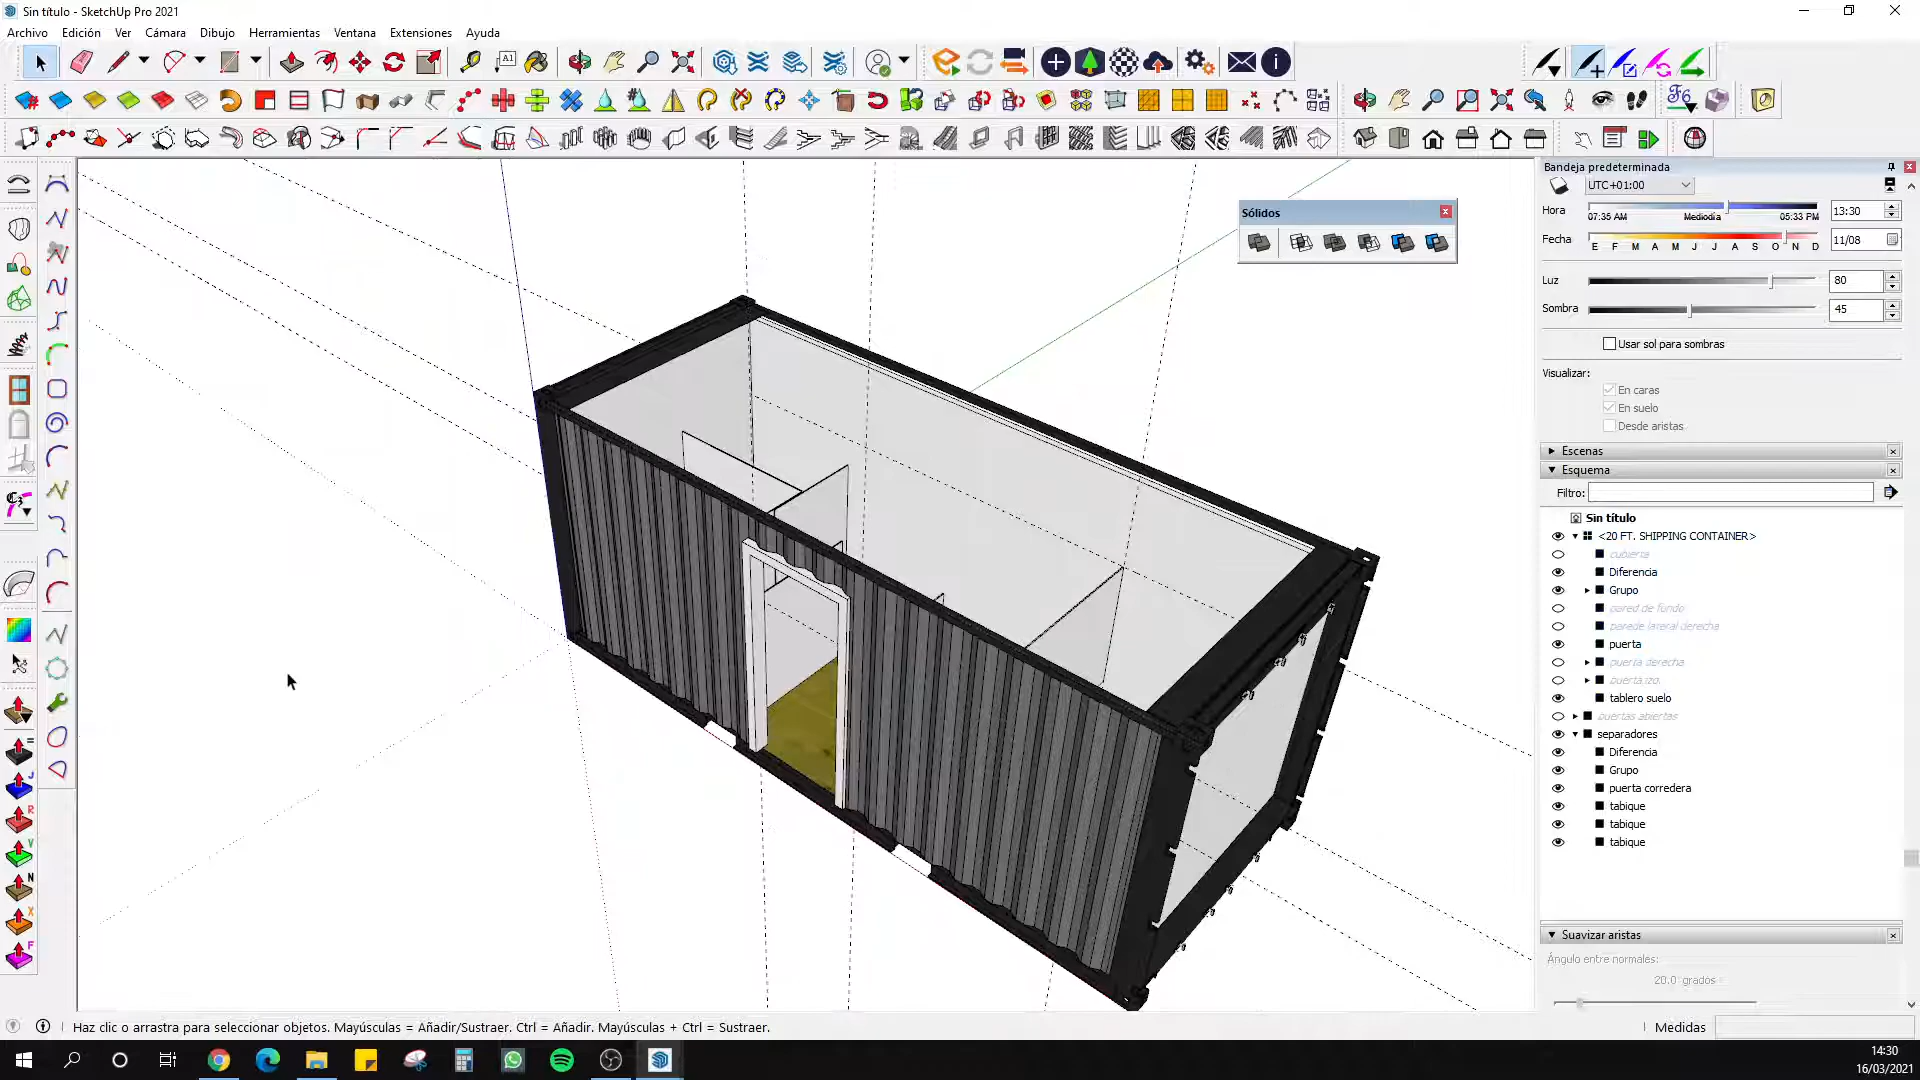 Sin título - SketchUp Pro 2021
Archivo Edición Ver Cámara Dibujo Herramientas Ventana Extensiones Ayuda
Bandeja predeterminada
UTC+01:00
Hora 07:35 AM Mediodía 05:33 PM 13:30
Fecha E F M A M J J A S O N D 11/08
Luz 80
Sombra 45
Usar sol para sombras
Visualizar:
En caras
En suelo
Desde aristas
Sólidos
Escenas
Esquema
Filtro:
Sin título
<20 FT. SHIPPING CONTAINER>
cubierta
Diferencia
Grupo
pared de fondo
parede lateral derecha
puerta
puerta derecha
puerta izq.
tablero suelo
puertas abiertas
separadores
Diferencia
Grupo
puerta corredera
tabique
tabique
tabique
Suavizar aristas
Ángulo entre normales:
20.0 grados
Haz clic o arrastra para seleccionar objetos. Mayúsculas = Añadir/Sustraer. Ctrl = Añadir. Mayúsculas + Ctrl = Sustraer.
Medidas
14:30
16/03/2021